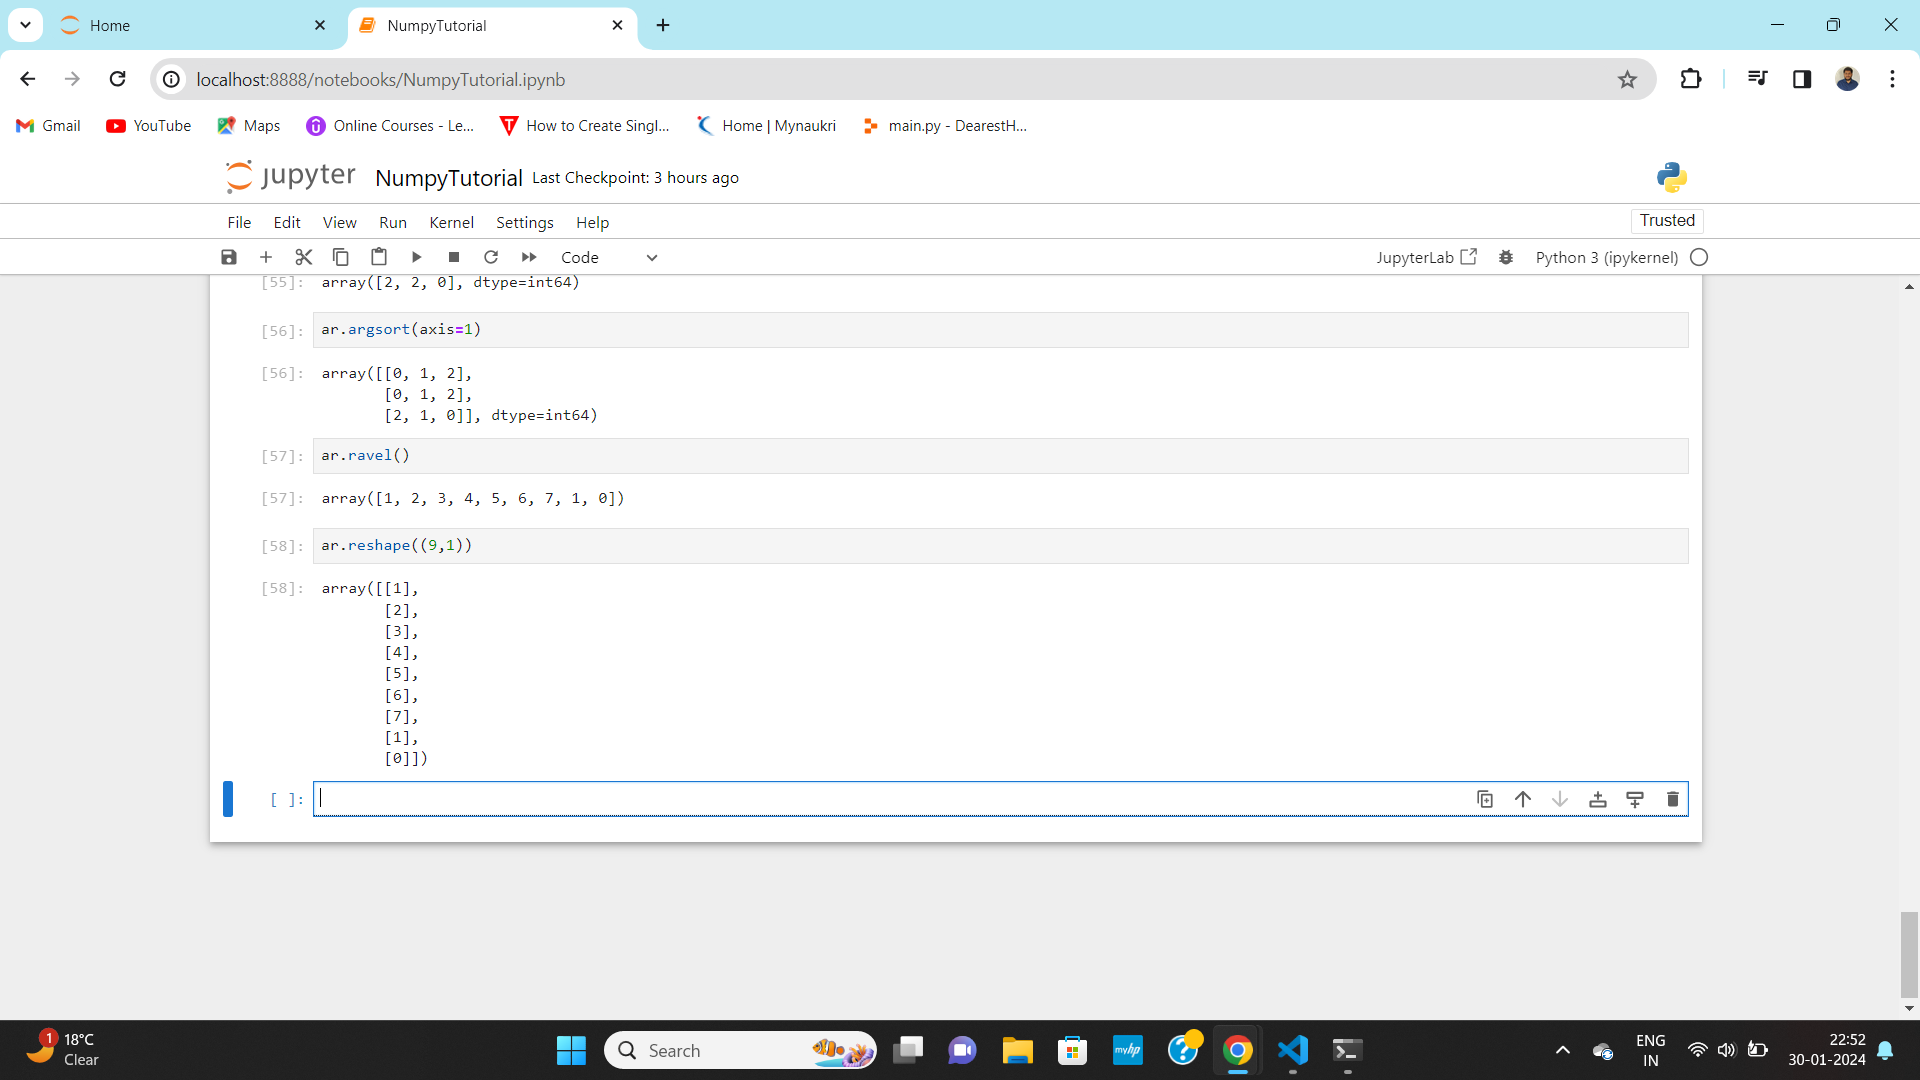 Home
NumpyTutorial
localhost:8888/notebooks/NumpyTutorial.ipynb
Gmail
YouTube
Maps
Online Courses - Le...
How to Create Singl...
Home | Mynaukri
main.py - DearestH...
jupyter
NumpyTutorial
Last Checkpoint: 3 hours ago
File
Edit
View
Run
Kernel
Settings
Help
Trusted
Code
JupyterLab
Python 3 (ipykernel)
[55]: array([2, 2, 0], dtype=int64)
[56]: ar.argsort(axis=1)
[56]: array([[0, 1, 2],
[0, 1, 2],
[2, 1, 0]], dtype=int64)
[57]: ar.ravel()
[57]: array([1, 2, 3, 4, 5, 6, 7, 1, 0])
[58]: ar.reshape((9,1))
[58]: array([[1],
[2],
[3],
[4],
[5],
[6],
[7],
[1],
[0]])
[ ]:
1
18°C
Clear
Search
myhp
ENG
IN
22:52
30-01-2024